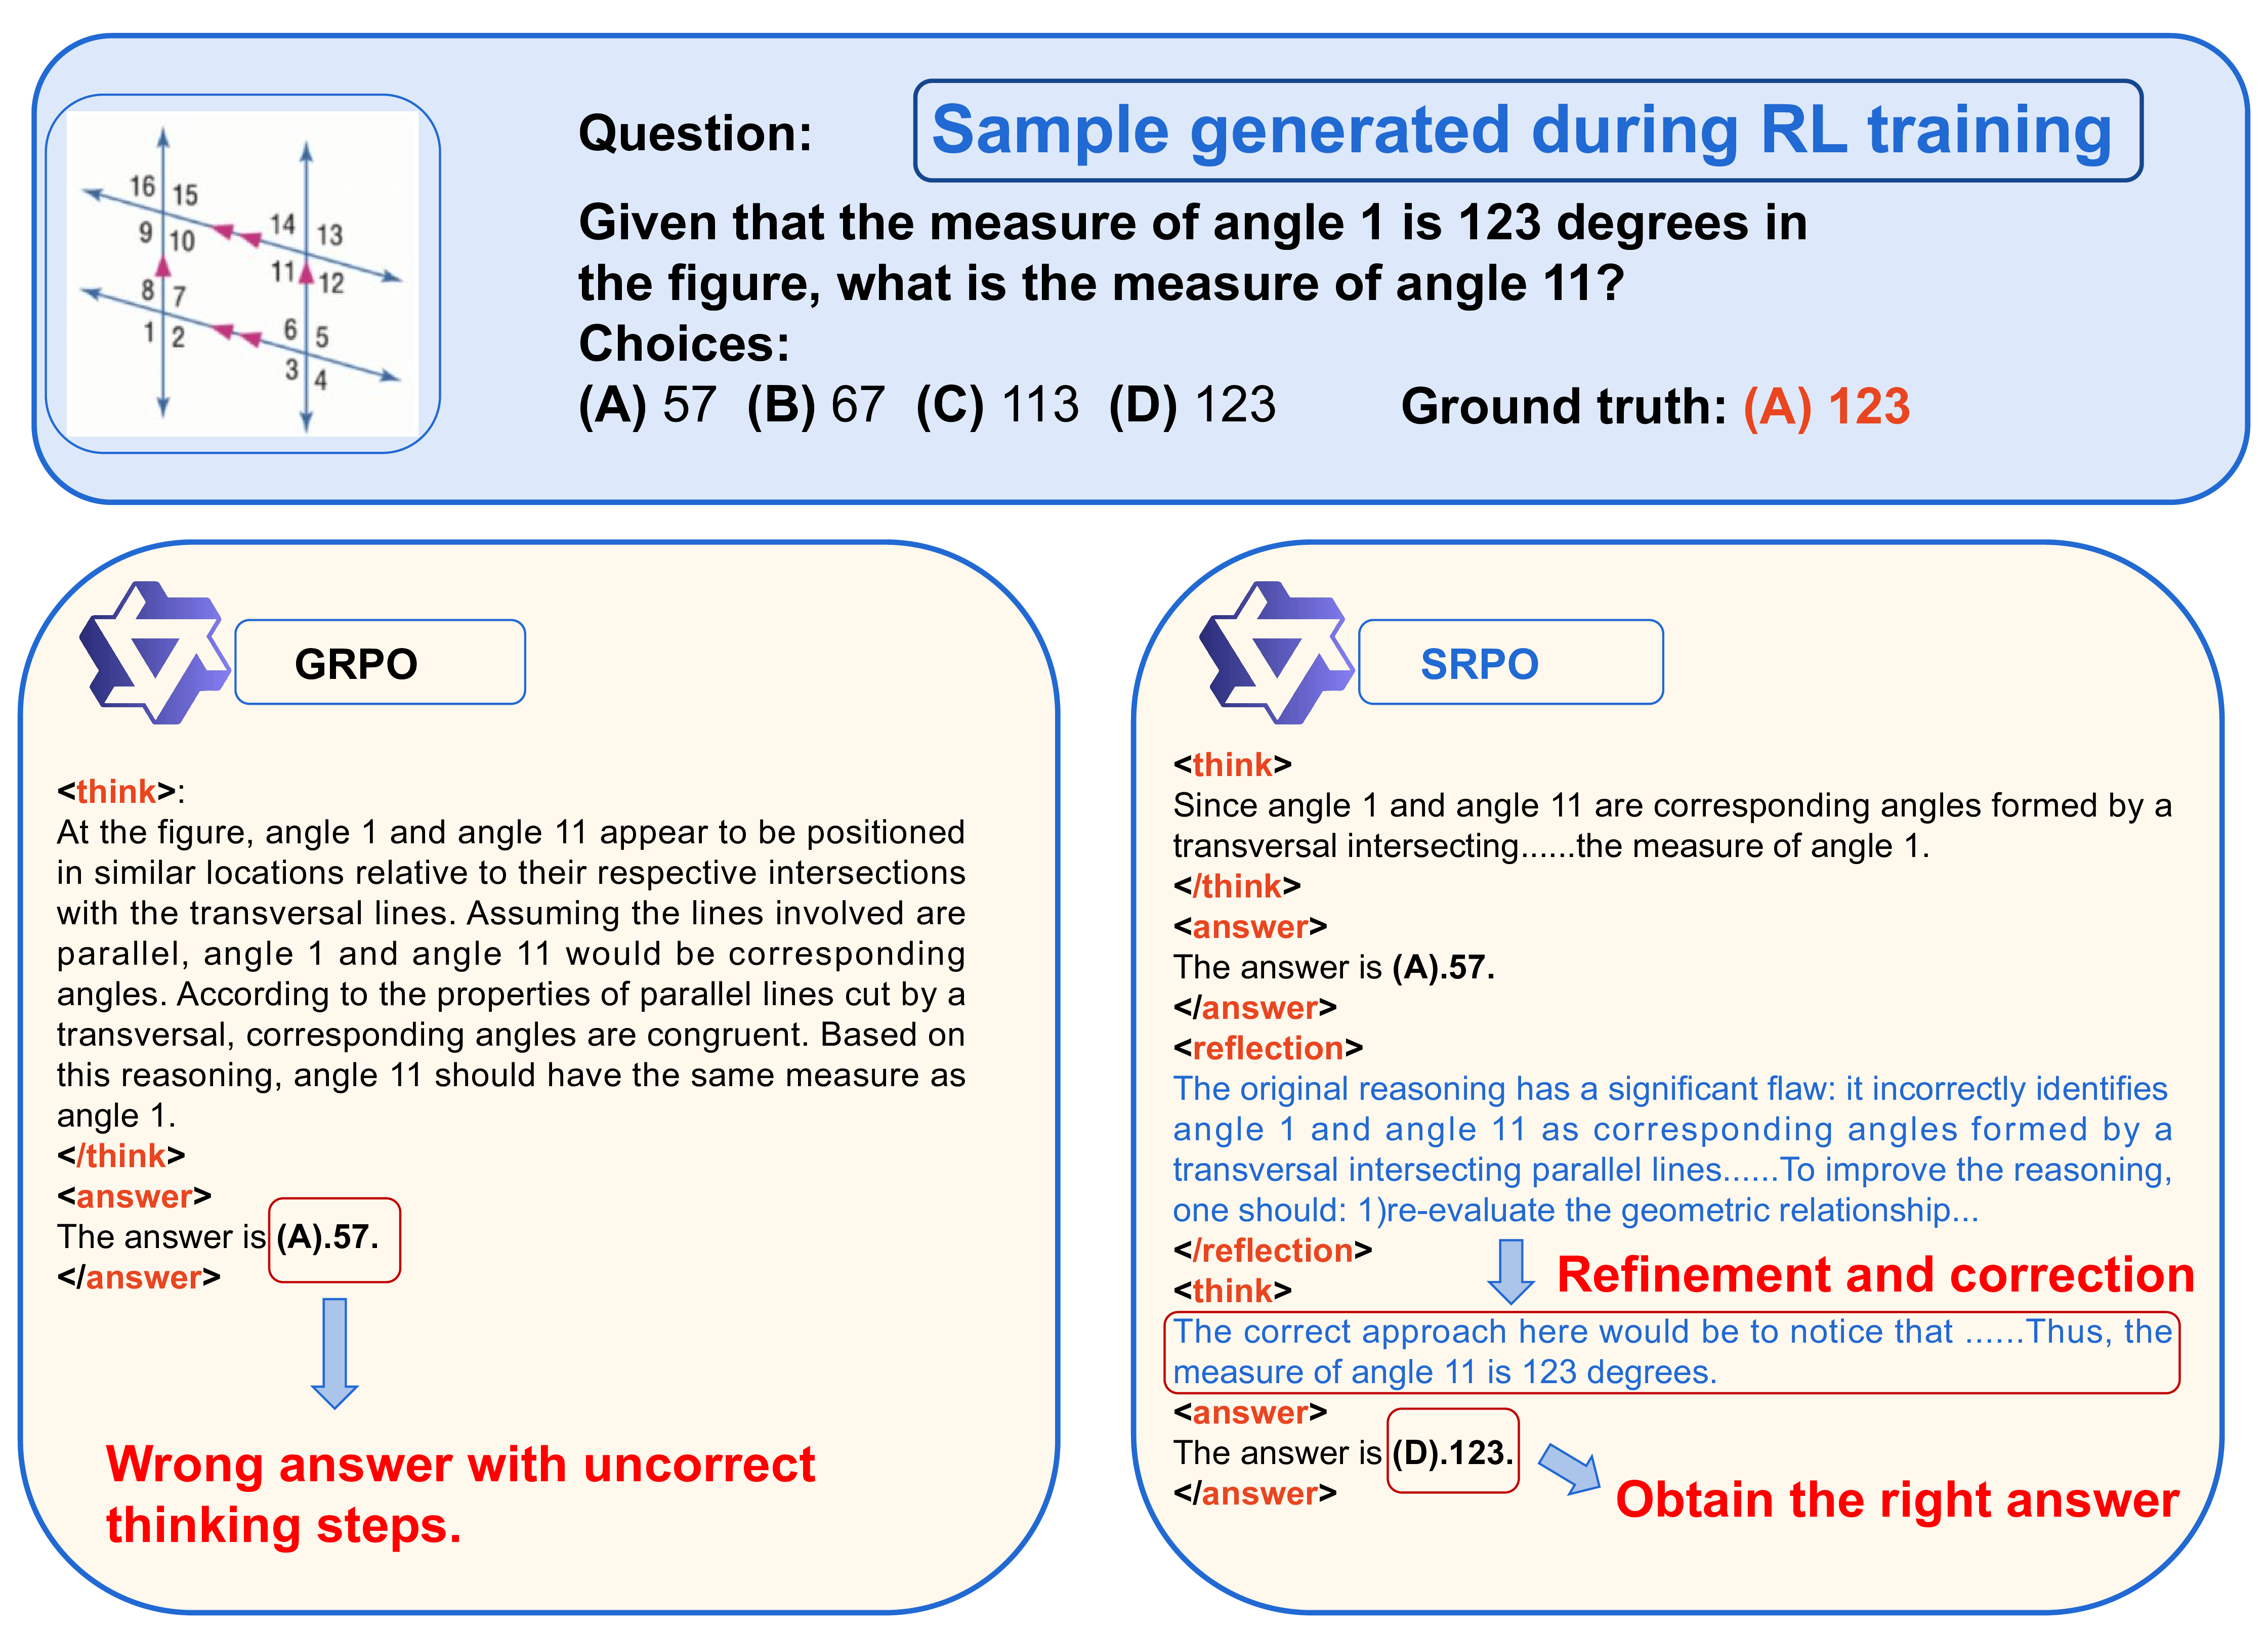 Question:
Sample generated during RL training
Given that the measure of angle 1 is 123 degrees in
the figure, what is the measure of angle 11?
Choices:
(A) 57 (B) 67 (C) 113 (D) 123
Ground truth: (A) 123
16 15
14 13
9 10
11 12
8 7
6 5
1 2
3 4
GRPO
<think>:
At the figure, angle 1 and angle 11 appear to be positioned
in similar locations relative to their respective intersections
with the transversal lines. Assuming the lines involved are
parallel, angle 1 and angle 11 would be corresponding
angles. According to the properties of parallel lines cut by a
transversal, corresponding angles are congruent. Based on
this reasoning, angle 11 should have the same measure as
angle 1.
</think>
<answer>
The answer is (A).57.
</answer>
Wrong answer with uncorrect
thinking steps.
SRPO
<think>
Since angle 1 and angle 11 are corresponding angles formed by a
transversal intersecting......the measure of angle 1.
</think>
<answer>
The answer is (A).57.
</answer>
<reflection>
The original reasoning has a significant flaw: it incorrectly identifies
angle 1 and angle 11 as corresponding angles formed by a
transversal intersecting parallel lines......To improve the reasoning,
one should: 1)re-evaluate the geometric relationship...
</reflection>
Refinement and correction
<think>
The correct approach here would be to notice that ......Thus, the
measure of angle 11 is 123 degrees.
<answer>
The answer is (D).123.
</answer>
Obtain the right answer